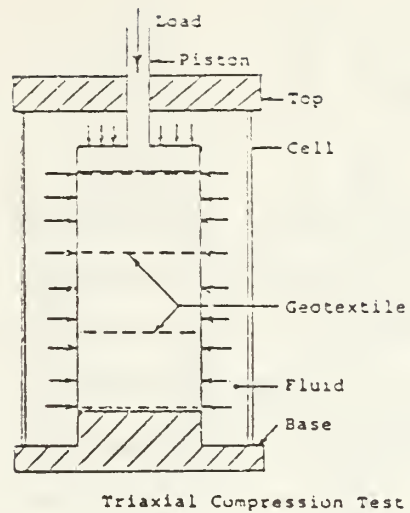 Load
Piston
Top
Cell
Geotextile
Fluid
Base
Triaxial Compression Test